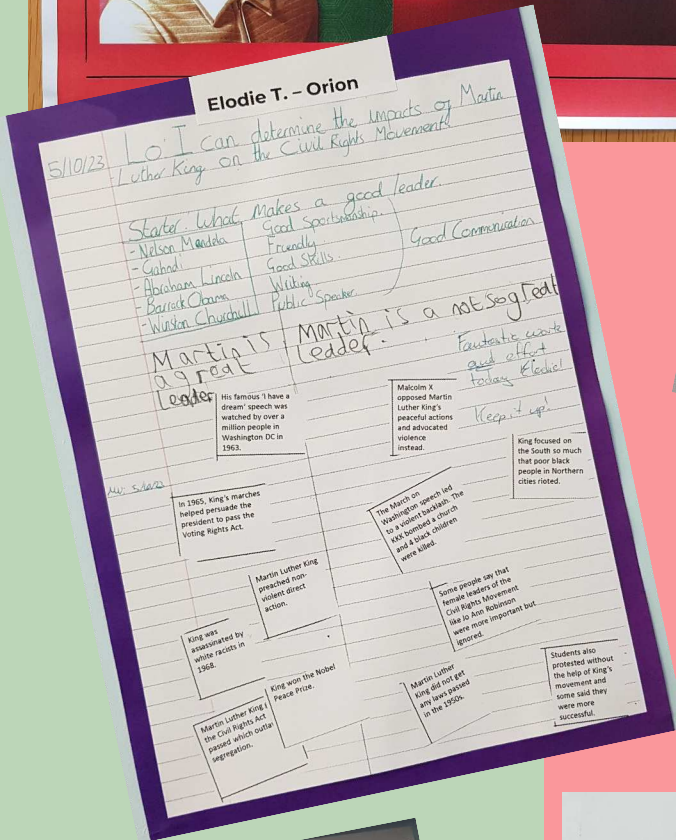 Elodie T. – Orion
5/10/23
Lo: I can determine the impacts of Martin
Luther King on the Civil Rights Movement
Starter: What makes a good leader.
- Nelson Mandela
- Gahndi
- Abraham Lincoln
- Barrack Obama
- Winston Churchull
Good Sportsmanship.
Friendly.
Good Skills.
Writing
Public Speaker
Good Communication
Martin is
a great
leader
Martin is a not so great
leader.
Fantastic work
and effort
today Elodie!
Keep it up!
His famous 'I have a
dream' speech was
watched by over a
million people in
Washington DC in
1963.
Malcolm X
opposed Martin
Luther King's
peaceful actions
and advocated
violence
instead.
King focused on
the South so much
that poor black
people in Northern
cities rioted.
5/10/23
In 1965, King's marches
helped persuade the
president to pass the
Voting Rights Act.
The March on
Washington speech led
to a violent backlash. The
KKK bombed a church
and 4 black children
were killed.
Martin Luther King
preached non-
violent direct
action.
Some people say that
female leaders of the
Civil Rights Movement
like Jo Ann Robinson
were more important but
ignored.
King was
assassinated by
white racists in
1968.
King won the Nobel
Peace Prize.
Martin Luther
King did not get
any laws passed
in the 1950s.
Students also
protested without
the help of King's
movement and
some said they
were more
successful.
Martin Luther King
the Civil Rights Act
passed which outla
segregation.